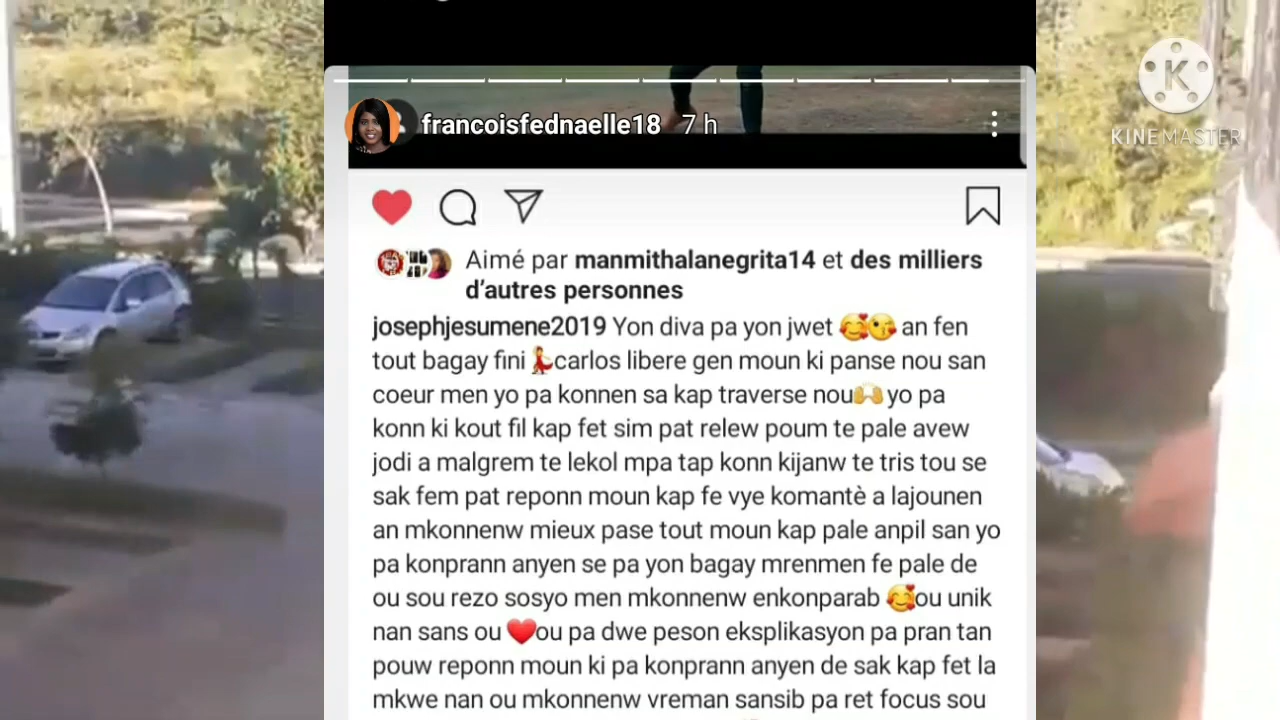 francoisfednaelle18 7 h
KINEMASTER
Aimé par manmithalanegrita14 et des milliers
d'autres personnes
josephjesumene2019 Yon diva pa yon jwet 🥰😘 an fen
tout bagay fini 💃carlos libere gen moun ki panse nou san
coeur men yo pa konnen sa kap traverse nou🙌 yo pa
konn ki kout fil kap fet sim pat relew poum te pale avew
jodi a malgrem te lekol mpa tap konn kijanw te tris tou se
sak fem pat reponn moun kap fe vye komantè a lajounen
an mkonnenw mieux pase tout moun kap pale anpil san yo
pa konprann anyen se pa yon bagay mrenmen fe pale de
ou sou rezo sosyo men mkonnenw enkonparab 🥰ou unik
nan sans ou ❤️ou pa dwe peson eksplikasyon pa pran tan
pouw reponn moun ki pa konprann anyen de sak kap fet la
mkwe nan ou mkonnenw vreman sansib pa ret focus sou